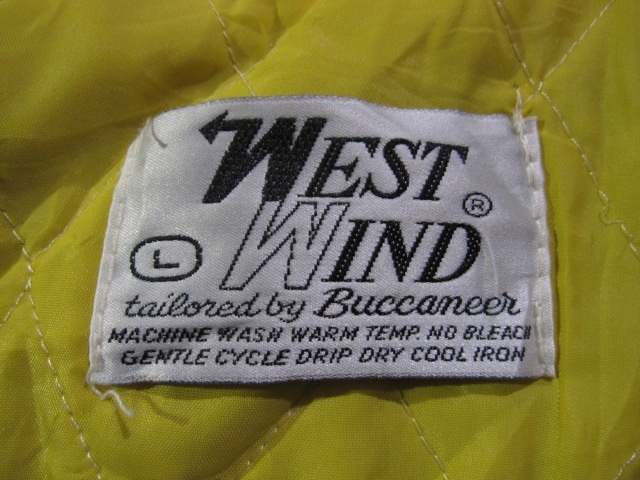 WEST
WIND ®
L
tailored by Buccaneer
MACHINE WASH WARM TEMP. NO BLEACH
GENTLE CYCLE DRIP DRY COOL IRON